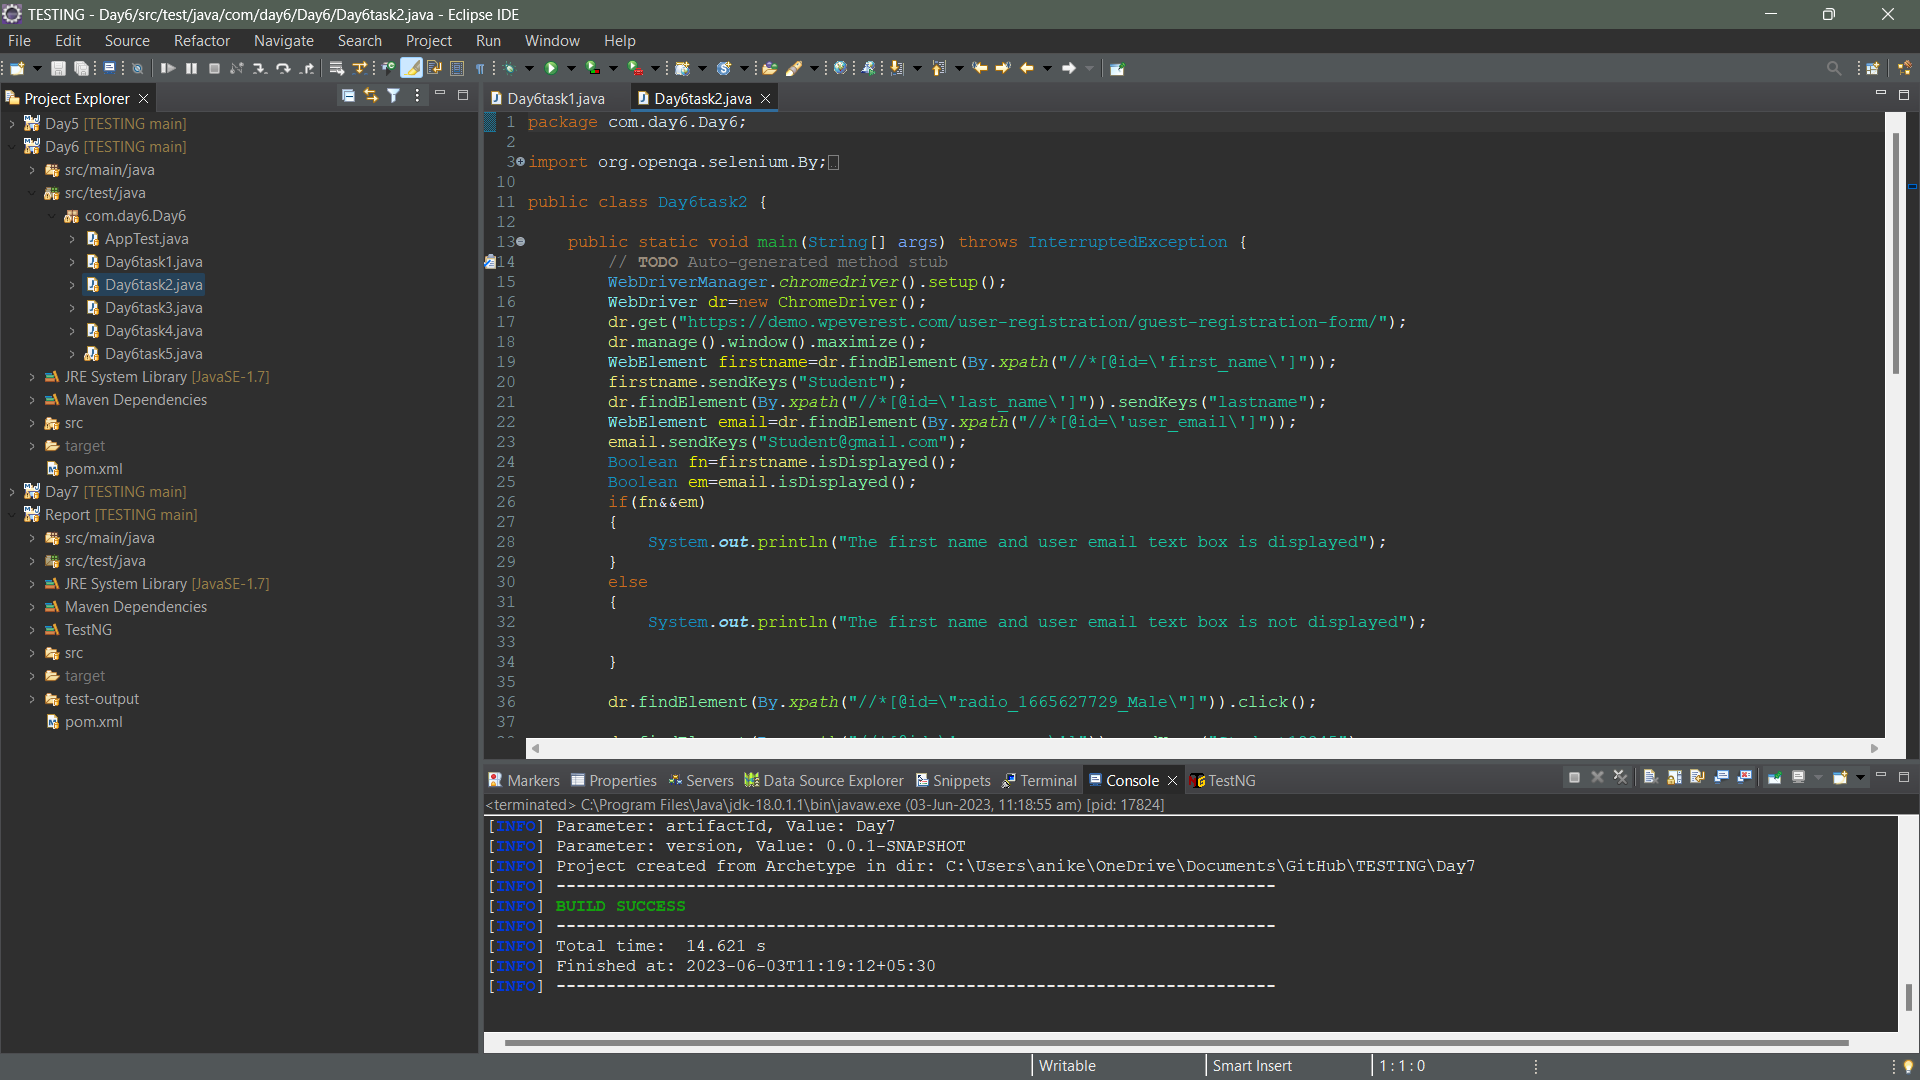 TESTING - Day6/src/test/java/com/day6/Day6/Day6task2.java - Eclipse IDE
File Edit Source Refactor Navigate Search Project Run Window Help
Project Explorer
Day5 [TESTING main]
Day6 [TESTING main]
src/main/java
src/test/java
com.day6.Day6
AppTest.java
Day6task1.java
Day6task2.java
Day6task3.java
Day6task4.java
Day6task5.java
JRE System Library [JavaSE-1.7]
Maven Dependencies
src
target
pom.xml
Day7 [TESTING main]
Report [TESTING main]
src/main/java
src/test/java
JRE System Library [JavaSE-1.7]
Maven Dependencies
TestNG
src
target
test-output
pom.xml
Day6task1.java Day6task2.java
1 package com.day6.Day6;
2
3 import org.openqa.selenium.By;
10
11 public class Day6task2 {
12
13 public static void main(String[] args) throws InterruptedException {
14 // TODO Auto-generated method stub
15 WebDriverManager.chromedriver().setup();
16 WebDriver dr=new ChromeDriver();
17 dr.get("https://demo.wpeverest.com/user-registration/guest-registration-form/");
18 dr.manage().window().maximize();
19 WebElement firstname=dr.findElement(By.xpath("//*[@id=\'first_name\']"));
20 firstname.sendKeys("Student");
21 dr.findElement(By.xpath("//*[@id=\'last_name\']")).sendKeys("lastname");
22 WebElement email=dr.findElement(By.xpath("//*[@id=\'user_email\']"));
23 email.sendKeys("Student@gmail.com");
24 Boolean fn=firstname.isDisplayed();
25 Boolean em=email.isDisplayed();
26 if(fn&&em)
27 {
28 System.out.println("The first name and user email text box is displayed");
29 }
30 else
31 {
32 System.out.println("The first name and user email text box is not displayed");
33
34 }
35
36 dr.findElement(By.xpath("//*[@id=\"radio_1665627729_Male\"]")).click();
37
Markers Properties Servers Data Source Explorer Snippets Terminal Console TestNG
<terminated> C:\Program Files\Java\jdk-18.0.1.1\bin\javaw.exe (03-Jun-2023, 11:18:55 am) [pid: 17824]
[INFO] Parameter: artifactId, Value: Day7
[INFO] Parameter: version, Value: 0.0.1-SNAPSHOT
[INFO] Project created from Archetype in dir: C:\Users\anike\OneDrive\Documents\GitHub\TESTING\Day7
[INFO] ------------------------------------------------------------------------
[INFO] BUILD SUCCESS
[INFO] ------------------------------------------------------------------------
[INFO] Total time:  14.621 s
[INFO] Finished at: 2023-06-03T11:19:12+05:30
[INFO] ------------------------------------------------------------------------
Writable Smart Insert 1 : 1 : 0